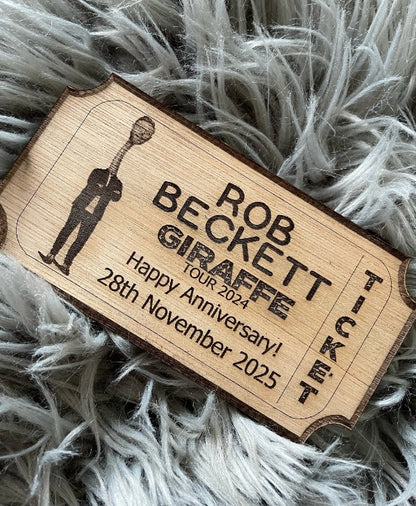 ROB
BECKETT
GIRAFFE
TOUR 2024
Happy Anniversary!
28th November 2025
TICKET